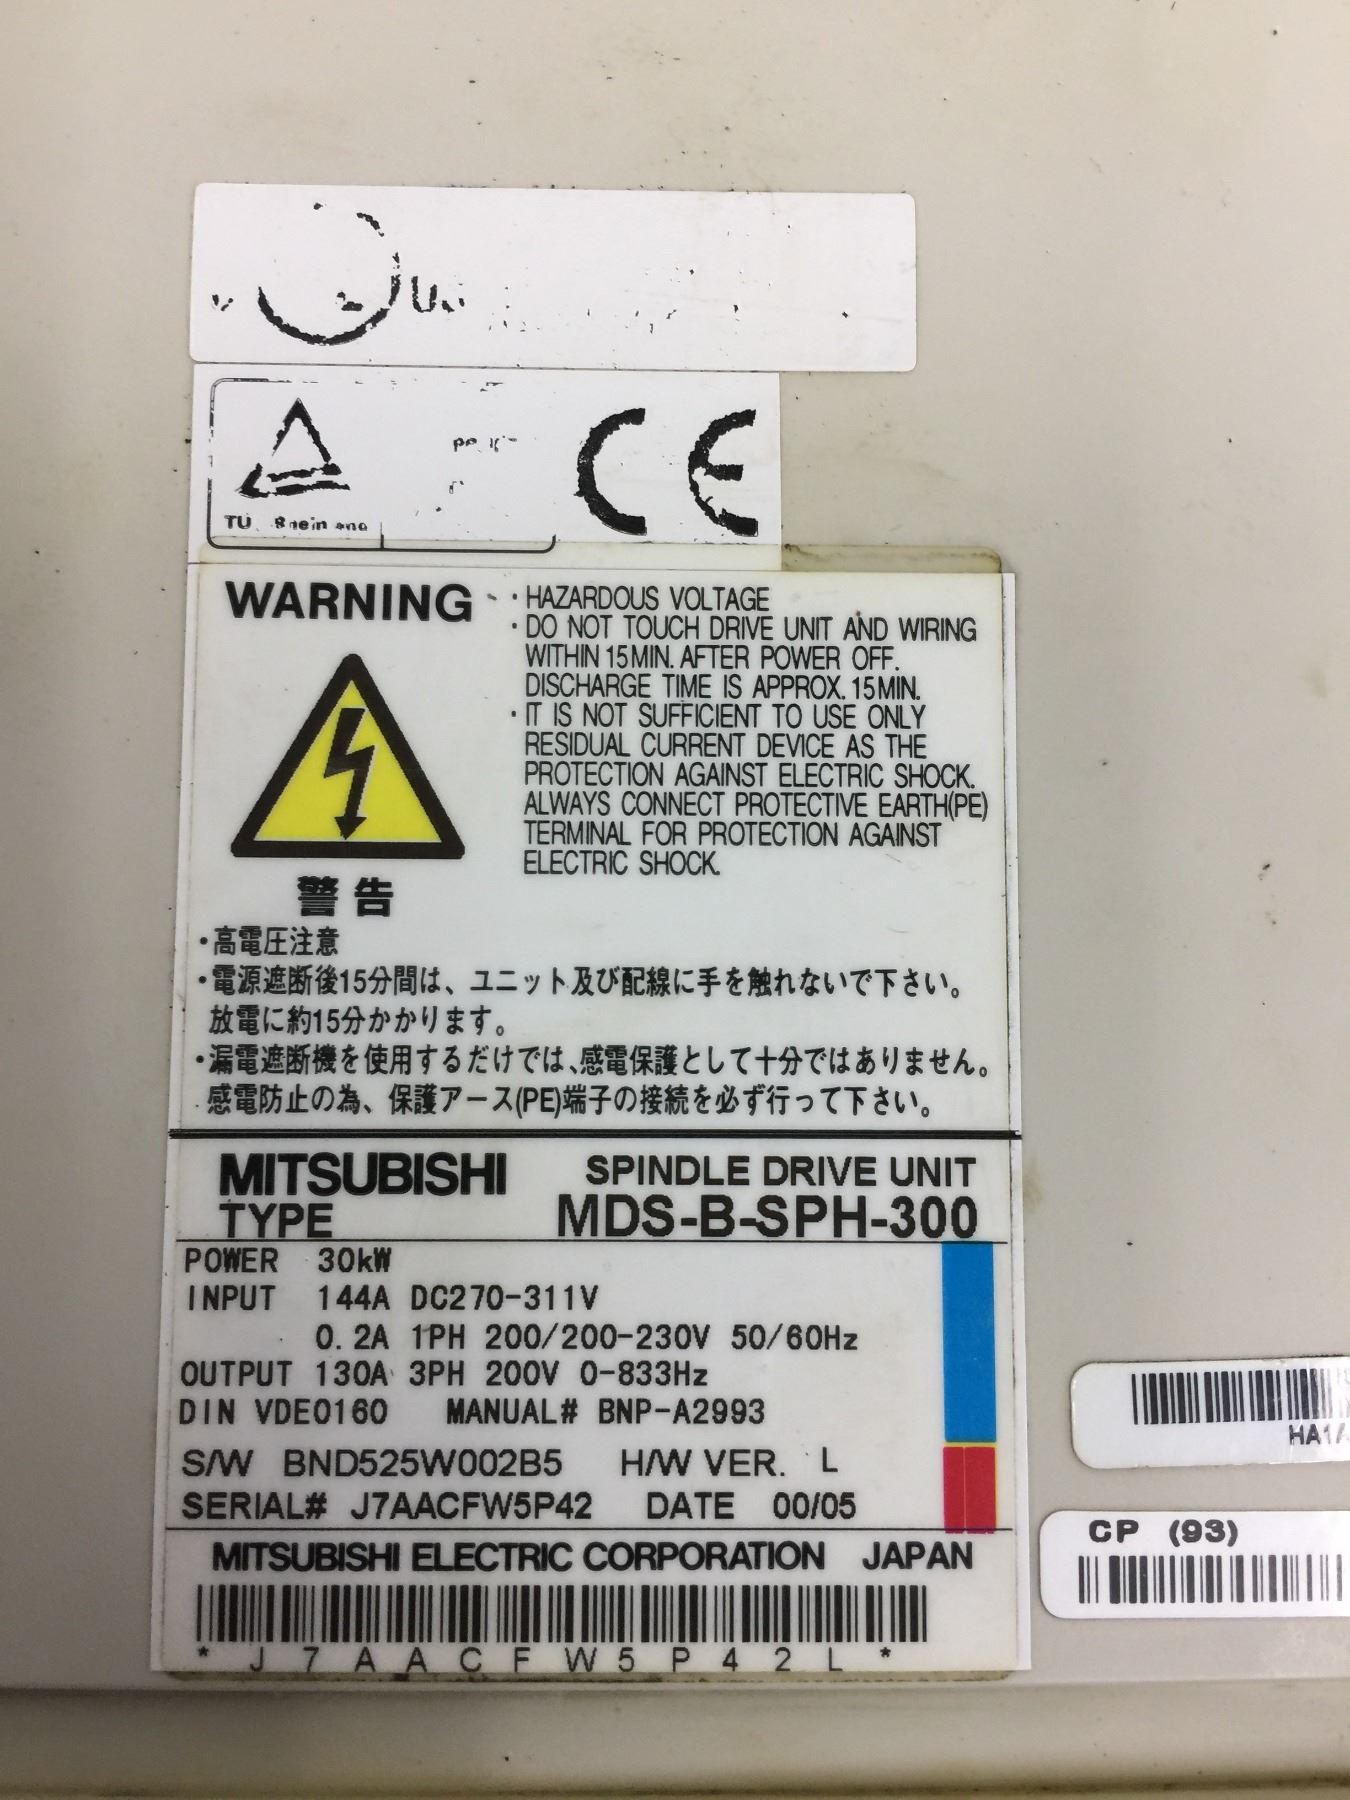 CE
WARNING
・HAZARDOUS VOLTAGE
・DO NOT TOUCH DRIVE UNIT AND WIRING
WITHIN 15MIN. AFTER POWER OFF.
DISCHARGE TIME IS APPROX. 15MIN.
・IT IS NOT SUFFICIENT TO USE ONLY
RESIDUAL CURRENT DEVICE AS THE
PROTECTION AGAINST ELECTRIC SHOCK.
ALWAYS CONNECT PROTECTIVE EARTH(PE)
TERMINAL FOR PROTECTION AGAINST
ELECTRIC SHOCK.
警告
・高電圧注意
・電源遮断後15分間は、ユニット及び配線に手を触れないで下さい。
放電に約15分かかります。
・漏電遮断機を使用するだけでは、感電保護として十分ではありません。
感電防止の為、保護アース(PE)端子の接続を必ず行って下さい。
MITSUBISHI SPINDLE DRIVE UNIT
TYPE MDS-B-SPH-300
POWER 30kW
INPUT 144A DC270-311V
0.2A 1PH 200/200-230V 50/60Hz
OUTPUT 130A 3PH 200V 0-833Hz
DIN VDE0160 MANUAL# BNP-A2993
S/W BND525W002B5 H/W VER. L
SERIAL# J7AACFW5P42 DATE 00/05
MITSUBISHI ELECTRIC CORPORATION JAPAN
*J7AACFW5P42L*
HA1A
CP (93)